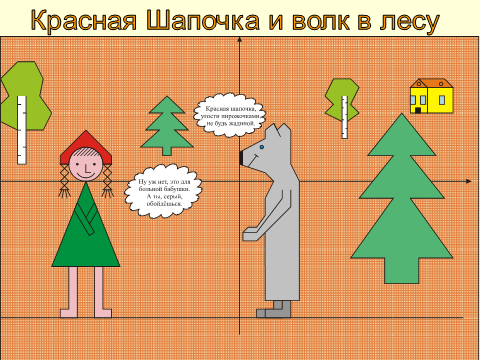 Красная Шапочка и волк в лесу
Красная шапочка,
угости пирожочками,
не будь жадиной.
Ну уж нет, это для
больной бабушки.
А ты, серый,
обойдёшься.